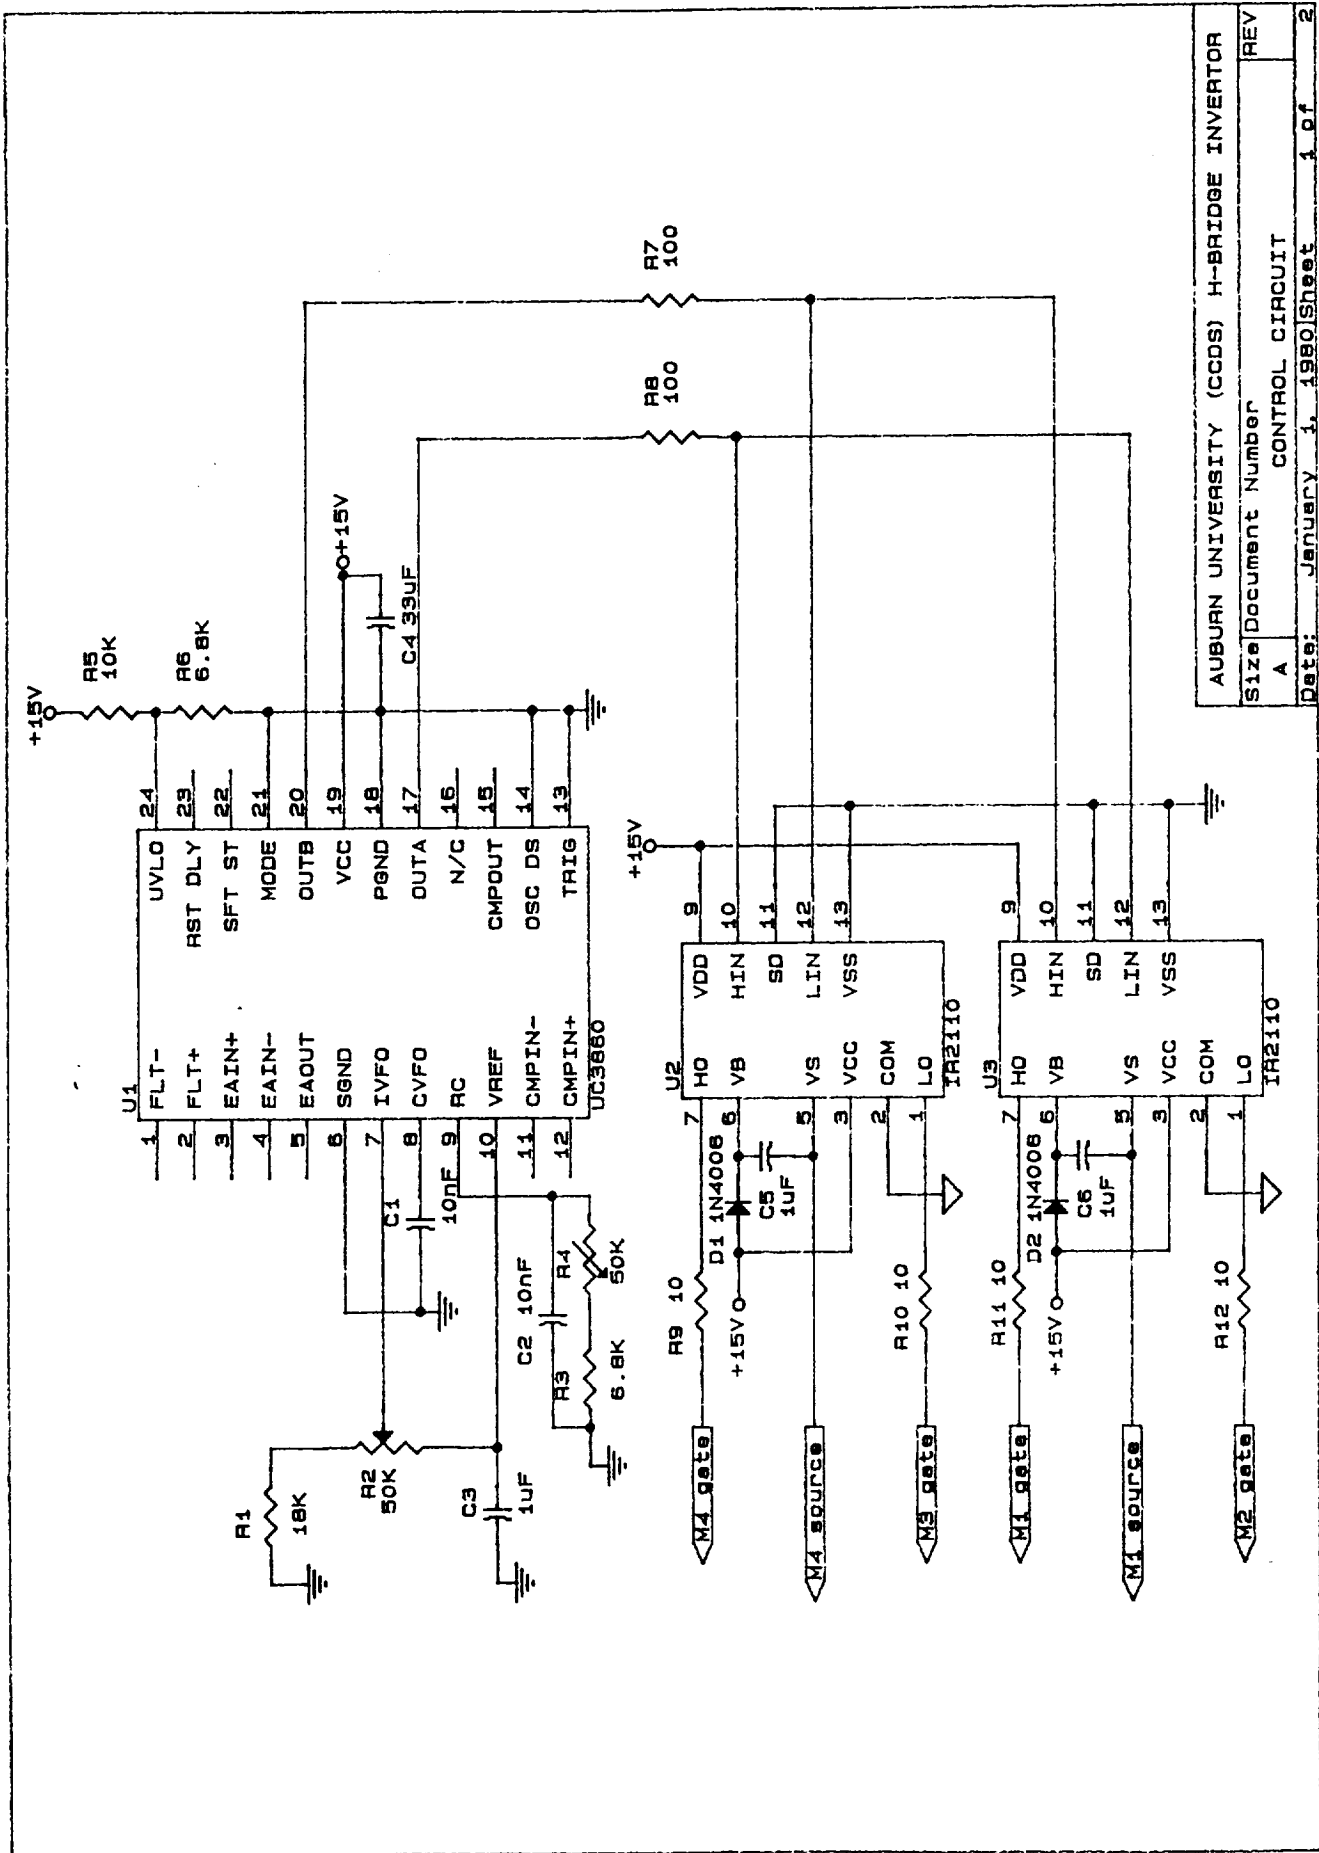 +15V
R5
10K
R6
6.8K
U1
1 FLT- UVLO 24
2 FLT+ RST DLY 23
3 EAIN+ SFT ST 22
4 EAIN- MODE 21
5 EAOUT OUTB 20
6 SGND VCC 19
7 IVFO PGND 18
8 CVFO OUTA 17
9 RC N/C 16
10 VREF CMPOUT 15
11 CMPIN- OSC DS 14
12 CMPIN+ TRIG 13
UC3860
+15V
C4 33uF
R1
18K
R2
50K
C3
1uF
C1
10nF
C2 10nF
R4
50K
R3
6.8K
R8
100
R7
100
+15V
U2
7 HO VDD 9
6 VB HIN 10
SD 11
5 VS LIN 12
3 VCC VSS 13
2 COM
1 LO
IR2110
R9 10
D1 1N4006
C5
1uF
+15V
R10 10
M4 gate
M4 source
M3 gate
U3
7 HO VDD 9
6 VB HIN 10
SD 11
5 VS LIN 12
3 VCC VSS 13
2 COM
1 LO
IR2110
R11 10
D2 1N4006
C6
1uF
+15V
R12 10
M1 gate
M1 source
M2 gate
AUBURN UNIVERSITY (CCDS) H-BRIDGE INVERTOR
Size Document Number REV
A CONTROL CIRCUIT
Date: January 1, 1980 Sheet 1 of 2